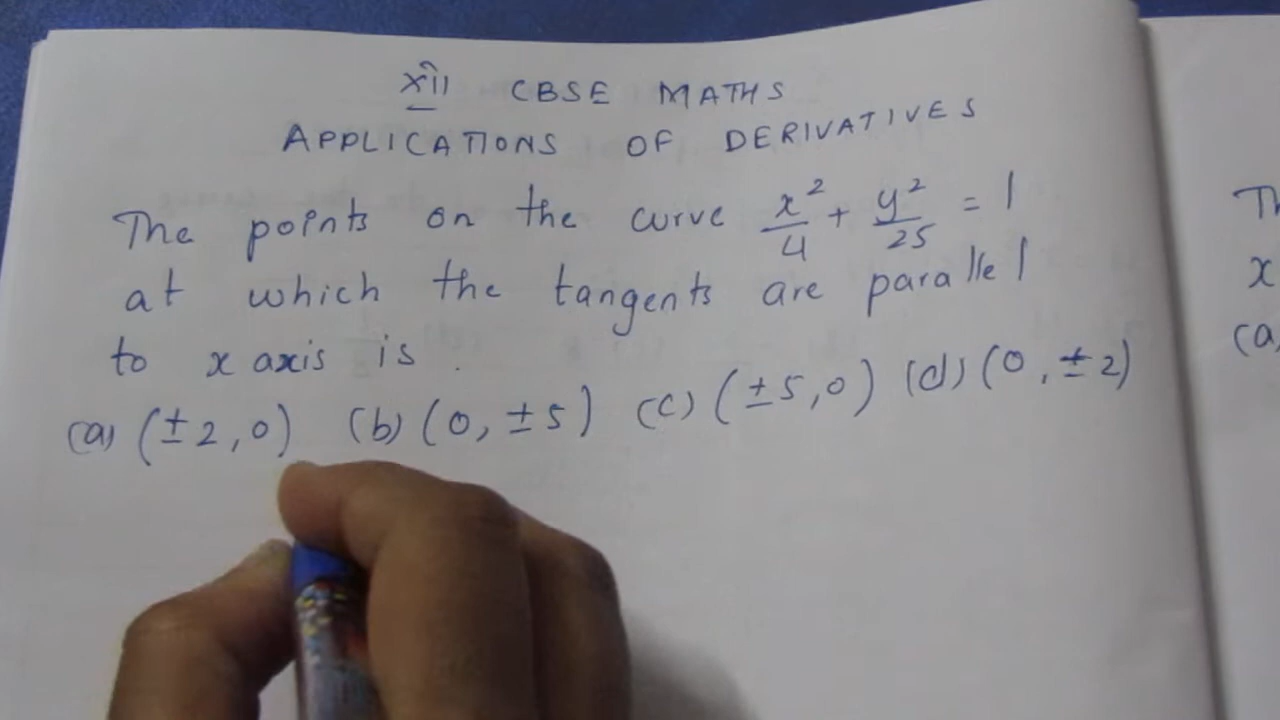 XII CBSE MATHS
APPLICATIONS OF DERIVATIVES
The points on the curve x²/4 + y²/25 = 1
at which the tangents are parallel
to x axis is .
(a) (±2, 0) (b) (0, ±5) (c) (±5, 0) (d) (0, ±2)
Th
x
(a,